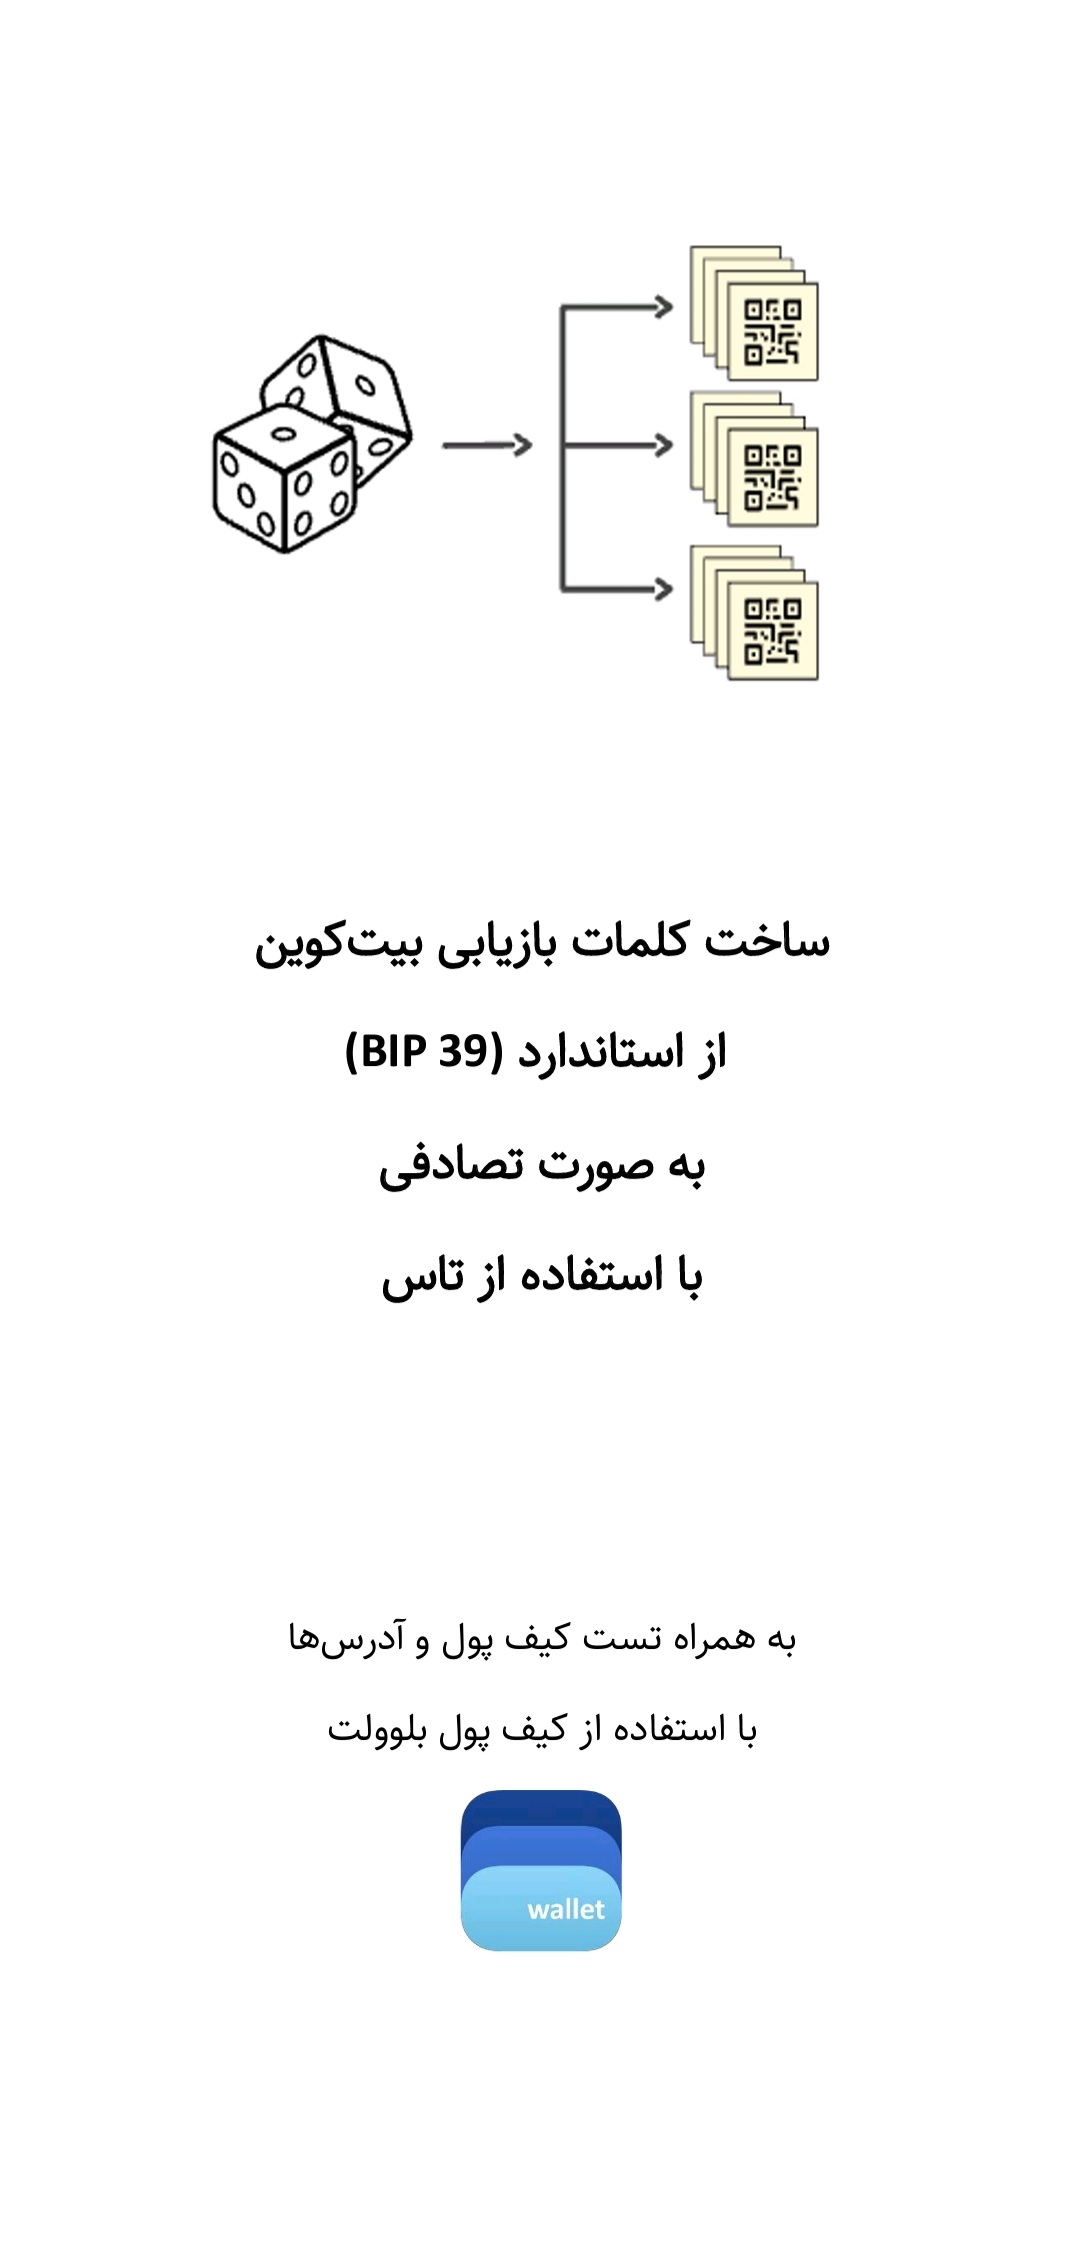 ساخت کلمات بازیابی بیت‌کوین
از استاندارد (BIP 39)
به صورت تصادفی
با استفاده از تاس
به همراه تست کیف پول و آدرس‌ها
با استفاده از کیف پول بلوولت
wallet